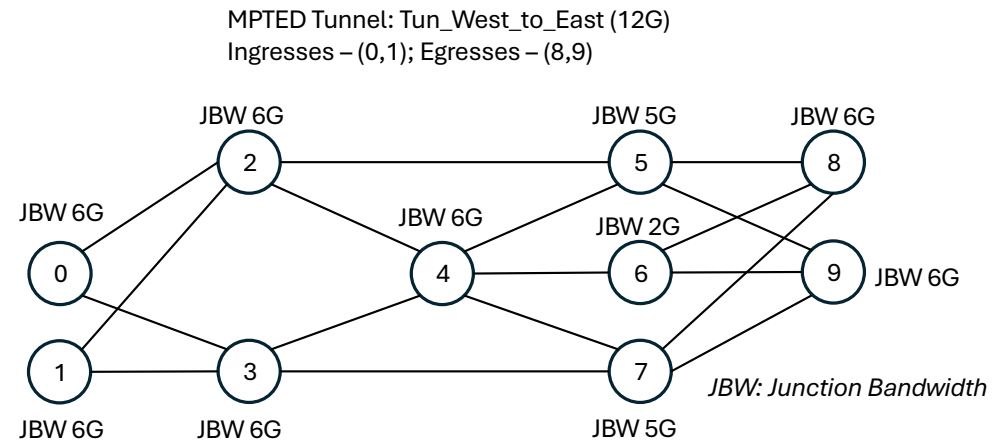 MPTED Tunnel: Tun_West_to_East (12G)
Ingresses – (0,1); Egresses – (8,9)
JBW 6G
JBW 5G
JBW 6G
2
5
8
JBW 6G
JBW 6G
JBW 2G
0
4
6
9
JBW 6G
1
3
7
JBW: Junction Bandwidth
JBW 6G
JBW 6G
JBW 5G